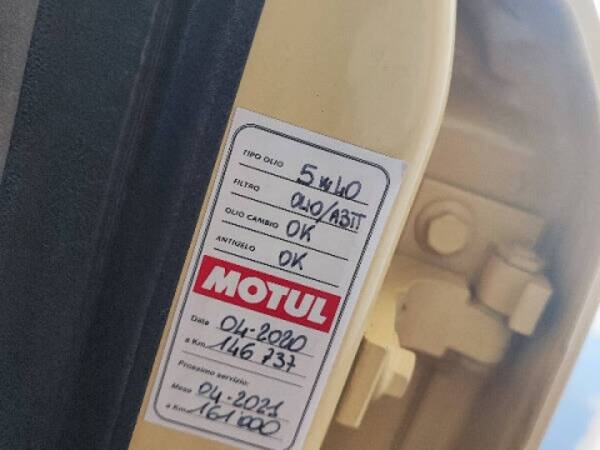 TIPO OLIO 5W40
FILTRO OLIO/ABIT
OLIO CAMBIO OK
ANTIGELO OK
MOTUL
Data 04-2020
a Km. 146 737
Prossimo servizio:
Mese 04-2021
a Km. 161'000